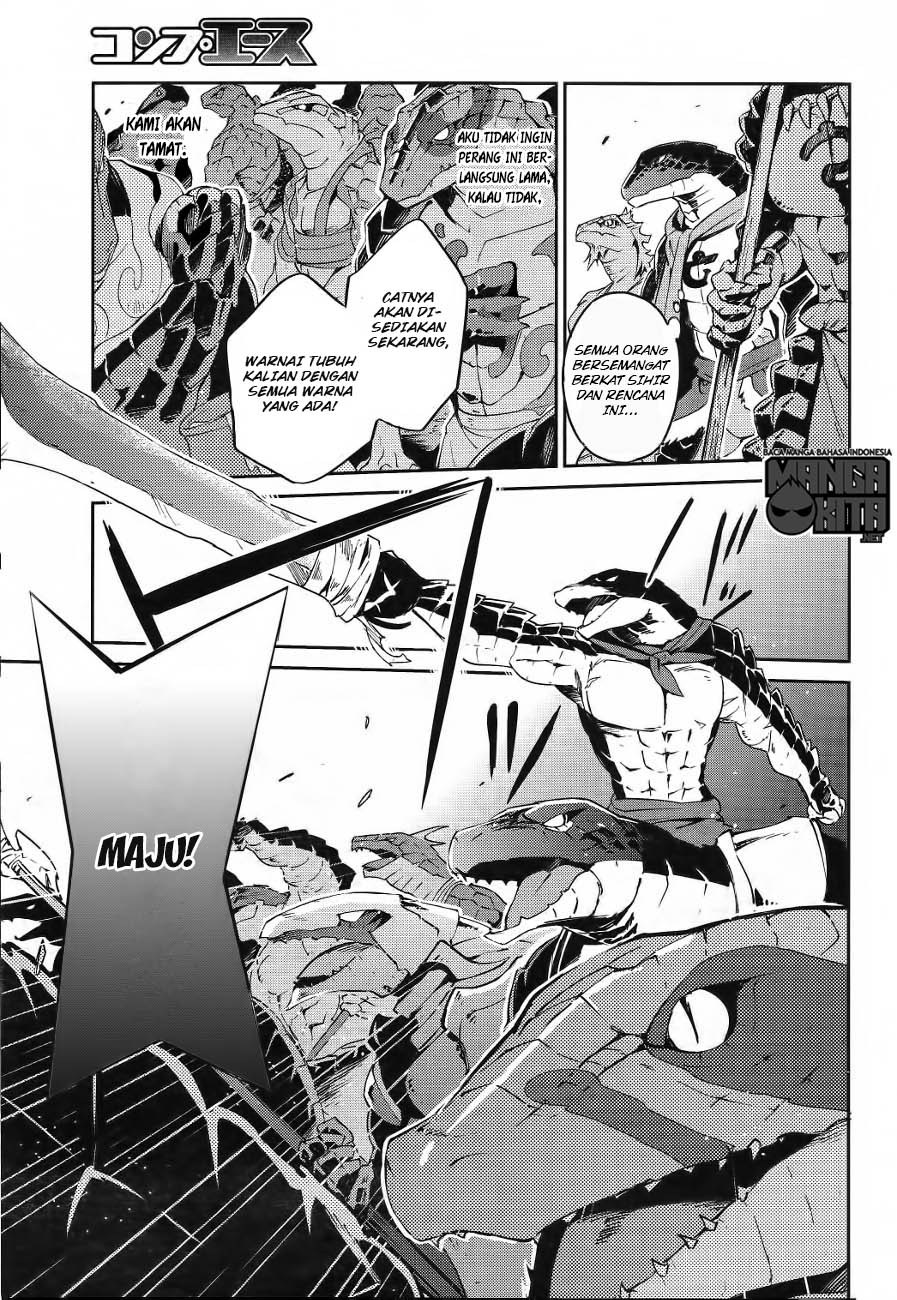 コンプ・エース
SEMUA ORANG
BERSEMANGAT
BERKAT SIHIR
DAN RENCANA
INI...
AKU TIDAK INGIN
PERANG INI BER-
LANGSUNG LAMA,
KALAU TIDAK,
KAMI AKAN
TAMAT.
CATNYA
AKAN DI-
SEDIAKAN
SEKARANG,
WARNAI TUBUH
KALIAN DENGAN
SEMUA WARNA
YANG ADA!
BACA MANGA BAHASA INDONESIA
MANGA
KITA
.NET
MAJU!